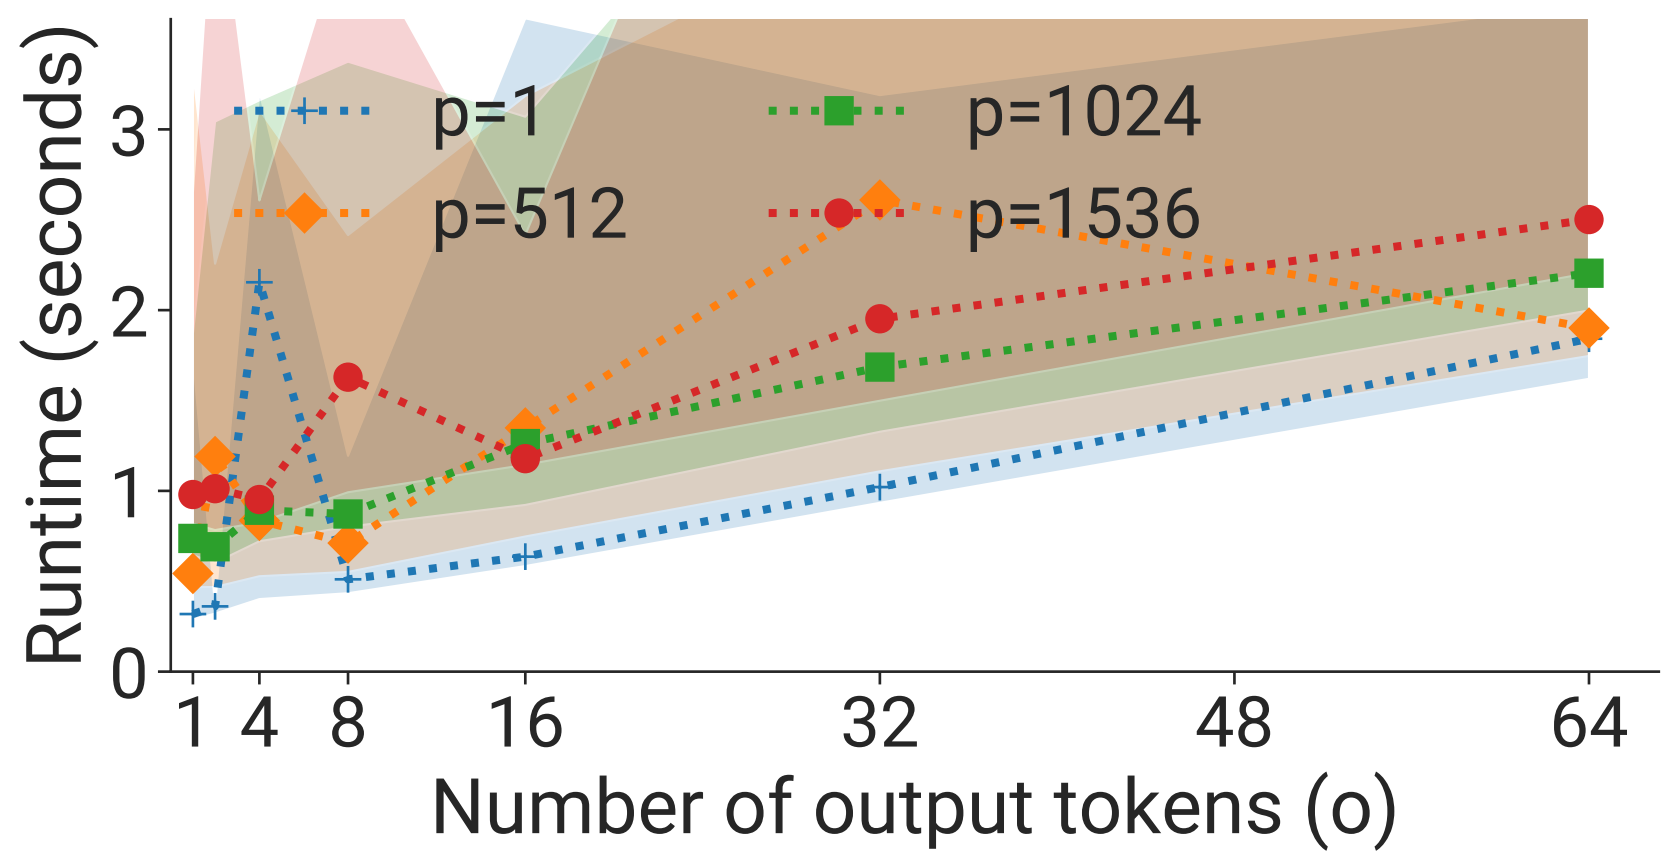 Runtime (seconds)
3
2
1
0
p=1
p=1024
p=512
p=1536
1 4 8 16 32 48 64
Number of output tokens (o)